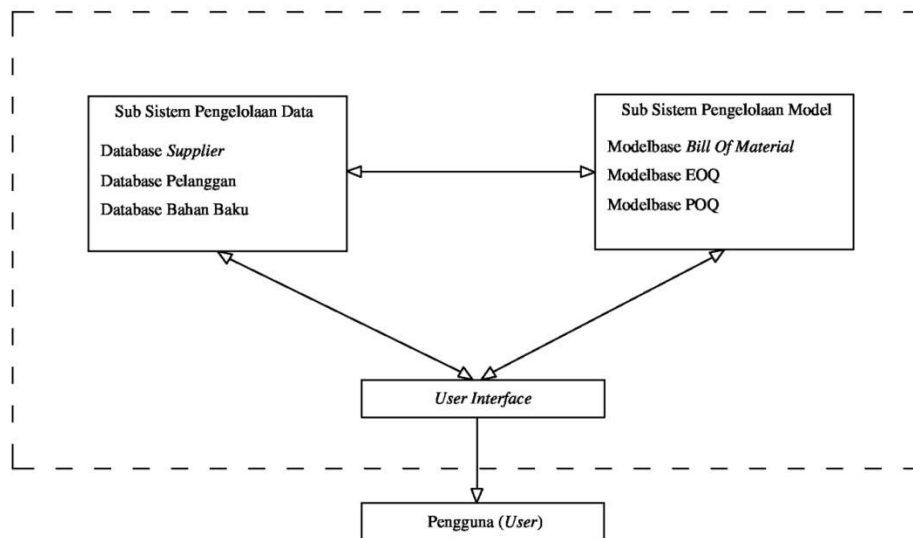 Sub Sistem Pengelolaan Data
Database Supplier
Database Pelanggan
Database Bahan Baku
Sub Sistem Pengelolaan Model
Modelbase Bill Of Material
Modelbase EOQ
Modelbase POQ
User Interface
Pengguna (User)